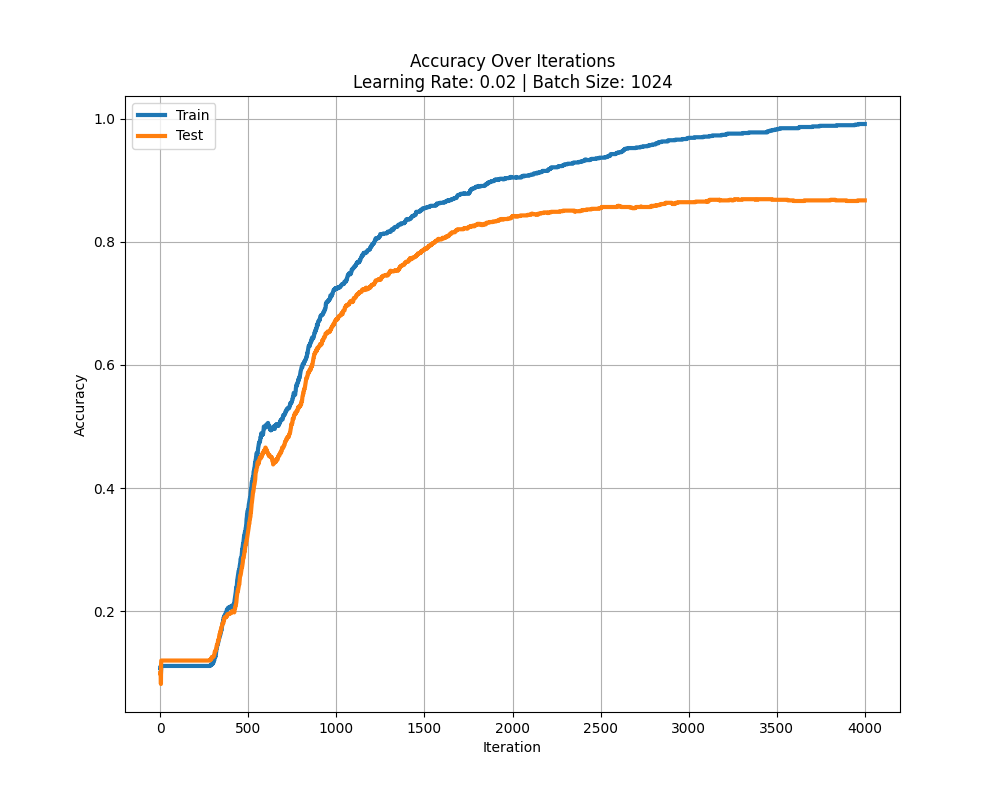 Accuracy Over Iterations
Learning Rate: 0.02 | Batch Size: 1024
Train
Test
1.0
0.8
0.6
0.4
0.2
Accuracy
0 500 1000 1500 2000 2500 3000 3500 4000
Iteration